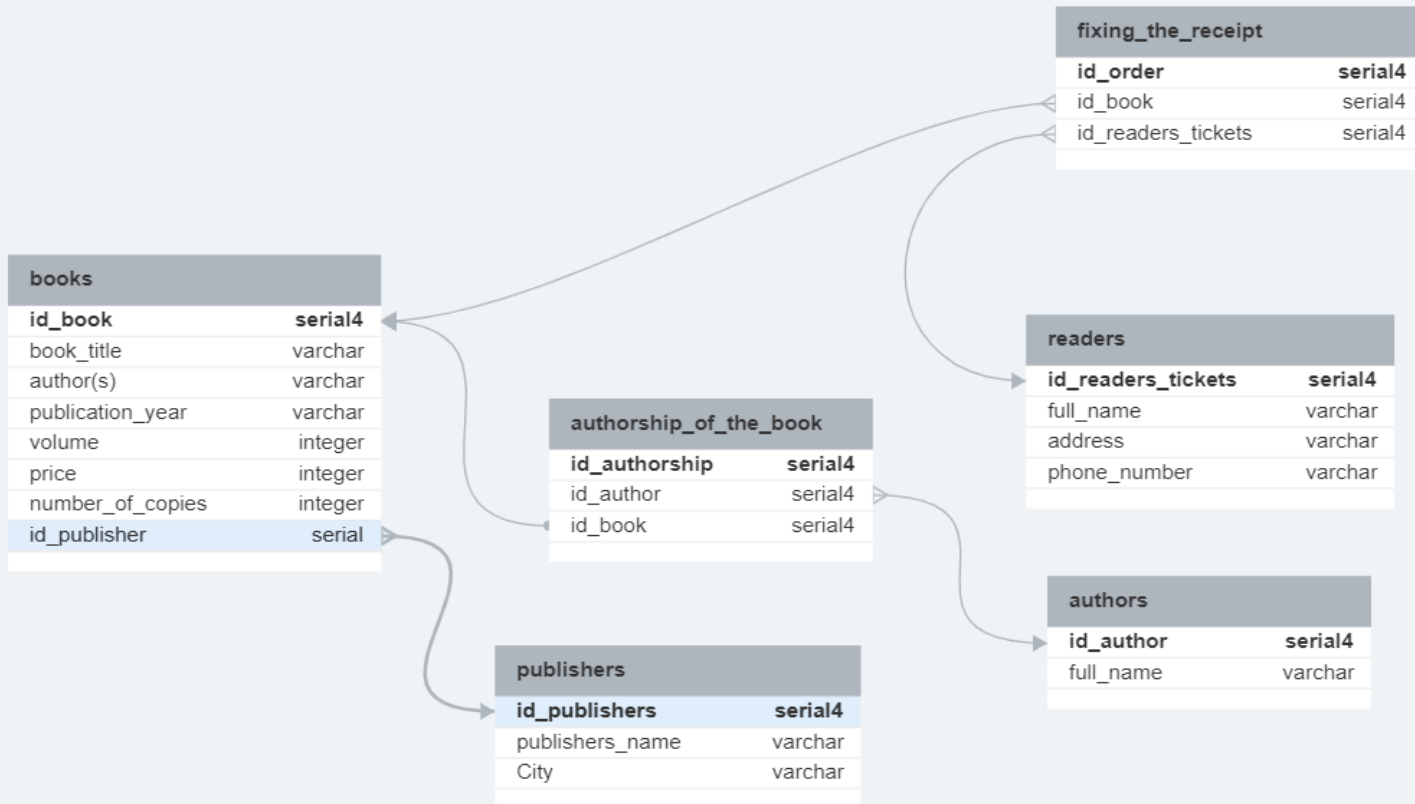 fixing_the_receipt
id_order serial4
id_book serial4
id_readers_tickets serial4
books
id_book serial4
book_title varchar
author(s) varchar
publication_year varchar
volume integer
price integer
number_of_copies integer
id_publisher serial
readers
id_readers_tickets serial4
full_name varchar
address varchar
phone_number varchar
authorship_of_the_book
id_authorship serial4
id_author serial4
id_book serial4
authors
id_author serial4
full_name varchar
publishers
id_publishers serial4
publishers_name varchar
City varchar